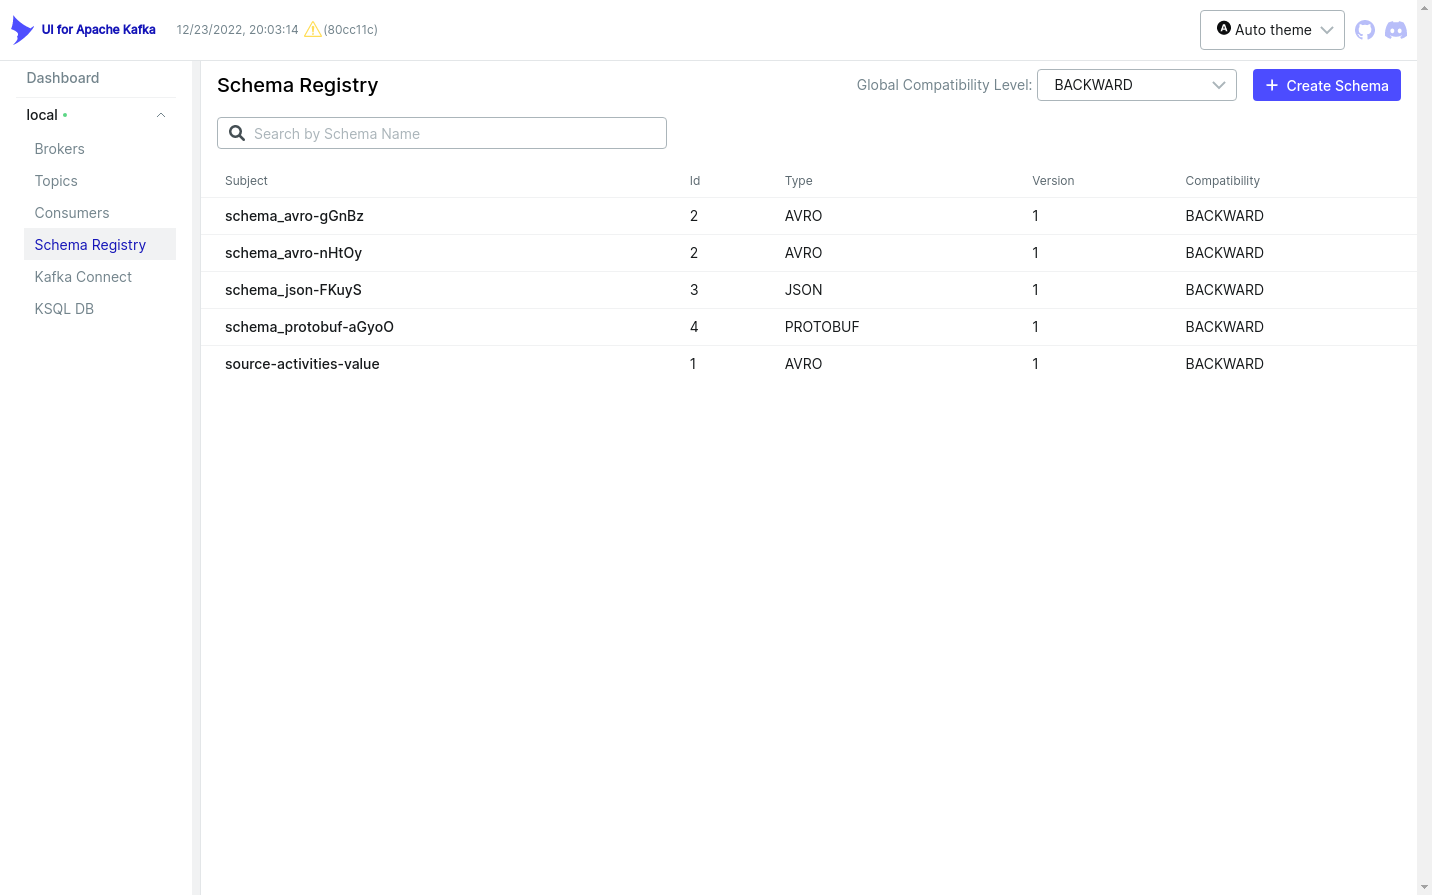 UI for Apache Kafka 12/23/2022, 20:03:14 (80cc11c) A Auto theme
Dashboard
local
Brokers
Topics
Consumers
Schema Registry
Kafka Connect
KSQL DB
Schema Registry Global Compatibility Level: BACKWARD Create Schema
Search by Schema Name
Subject Id Type Version Compatibility
schema_avro-gGnBz 2 AVRO 1 BACKWARD
schema_avro-nHtOy 2 AVRO 1 BACKWARD
schema_json-FKuyS 3 JSON 1 BACKWARD
schema_protobuf-aGyoO 4 PROTOBUF 1 BACKWARD
source-activities-value 1 AVRO 1 BACKWARD